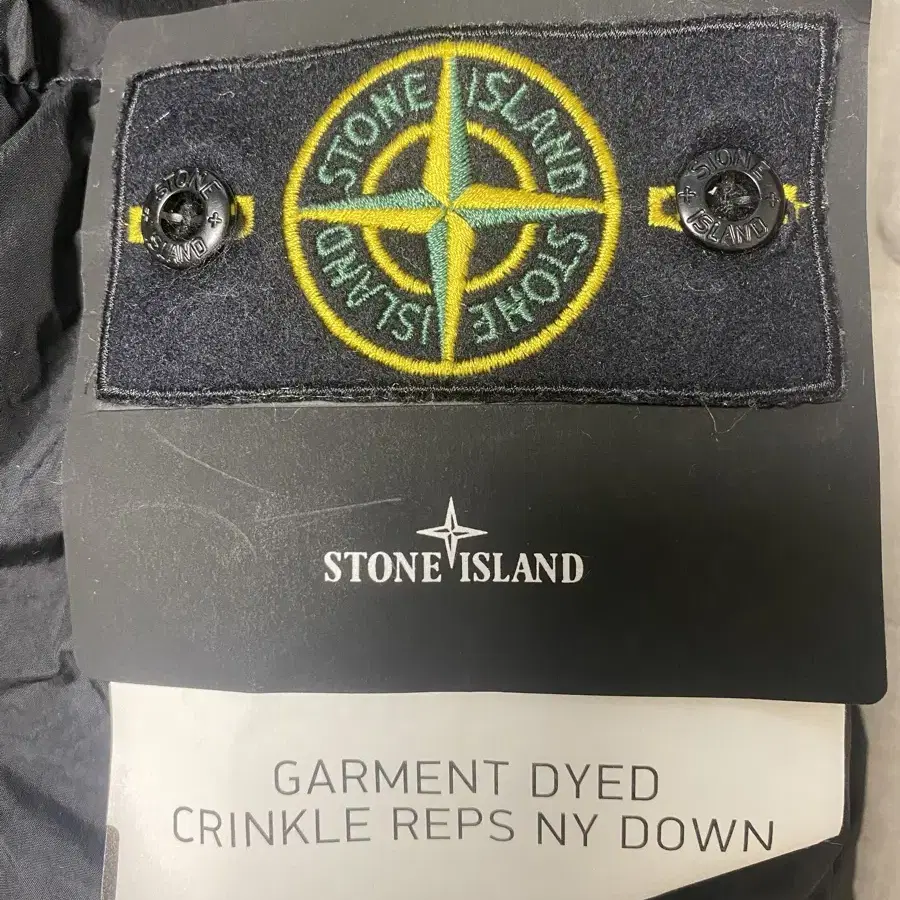 STONE ISLAND
STONE ISLAND
STONE ISLAND
STONE ISLAND
STONE ISLAND
GARMENT DYED
CRINKLE REPS NY DOWN